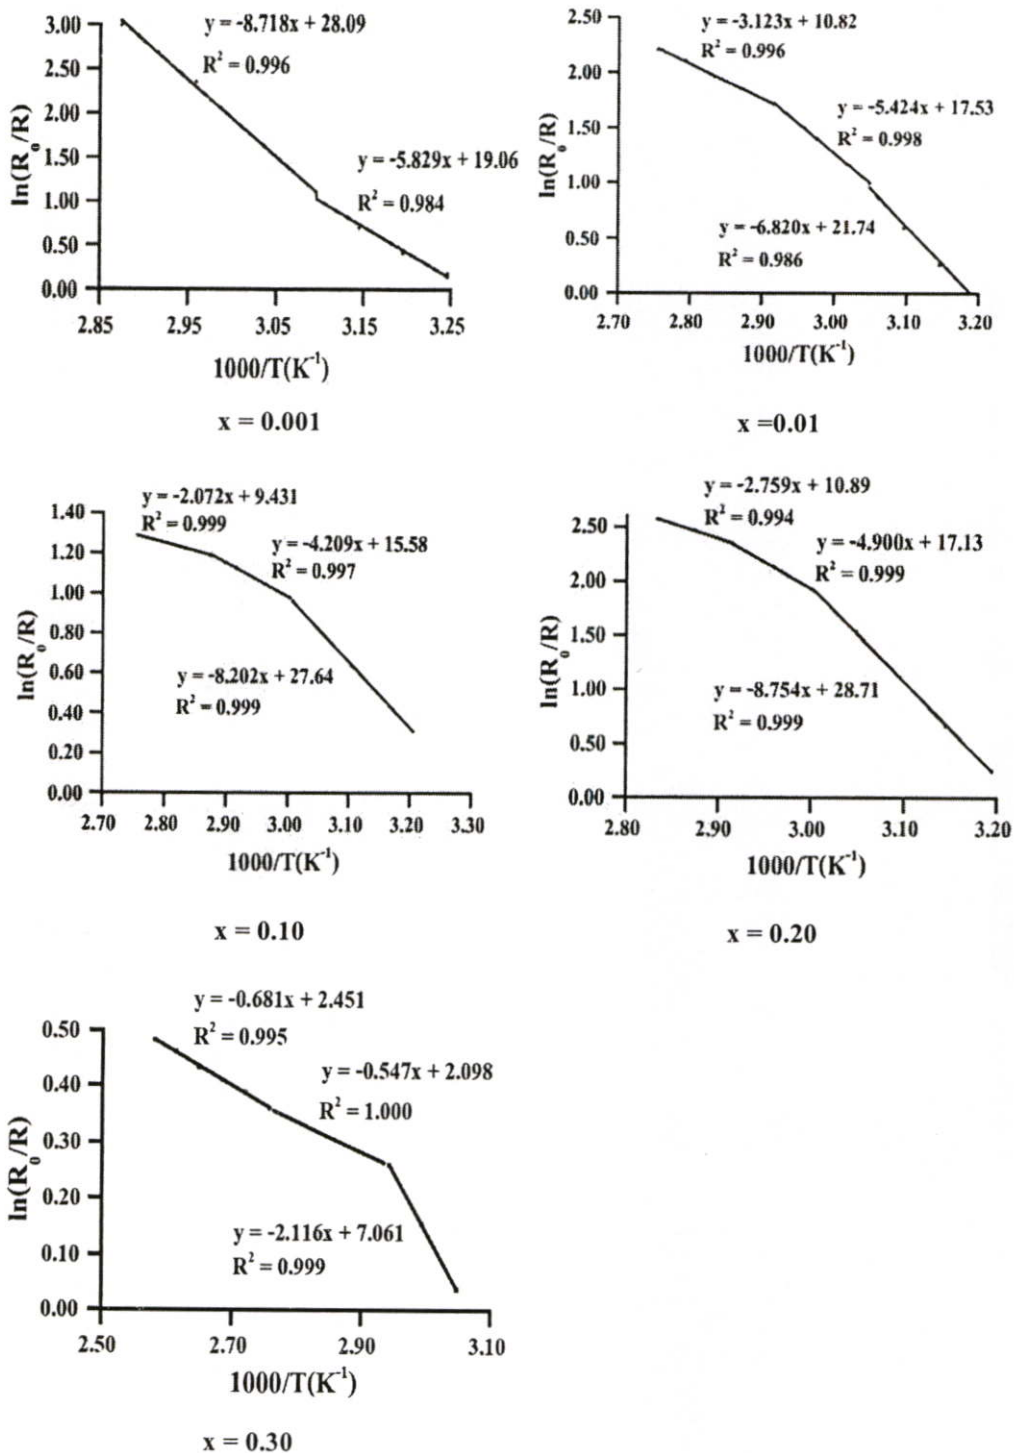 y = -8.718x + 28.09
R² = 0.996
y = -5.829x + 19.06
R² = 0.984
ln(R₀/R)
3.00
2.50
2.00
1.50
1.00
0.50
0.00
2.85 2.95 3.05 3.15 3.25
1000/T(K⁻¹)
x = 0.001
y = -3.123x + 10.82
R² = 0.996
y = -5.424x + 17.53
R² = 0.998
y = -6.820x + 21.74
R² = 0.986
ln(R₀/R)
2.50
2.00
1.50
1.00
0.50
0.00
2.70 2.80 2.90 3.00 3.10 3.20
1000/T(K⁻¹)
x =0.01
y = -2.072x + 9.431
R² = 0.999
y = -4.209x + 15.58
R² = 0.997
y = -8.202x + 27.64
R² = 0.999
ln(R₀/R)
1.40
1.20
1.00
0.80
0.60
0.40
0.20
0.00
2.70 2.80 2.90 3.00 3.10 3.20 3.30
1000/T(K⁻¹)
x = 0.10
y = -2.759x + 10.89
R² = 0.994
y = -4.900x + 17.13
R² = 0.999
y = -8.754x + 28.71
R² = 0.999
ln(R₀/R)
2.50
2.00
1.50
1.00
0.50
0.00
2.80 2.90 3.00 3.10 3.20
1000/T(K⁻¹)
x = 0.20
y = -0.681x + 2.451
R² = 0.995
y = -0.547x + 2.098
R² = 1.000
y = -2.116x + 7.061
R² = 0.999
ln(R₀/R)
0.50
0.40
0.30
0.20
0.10
0.00
2.50 2.70 2.90 3.10
1000/T(K⁻¹)
x = 0.30